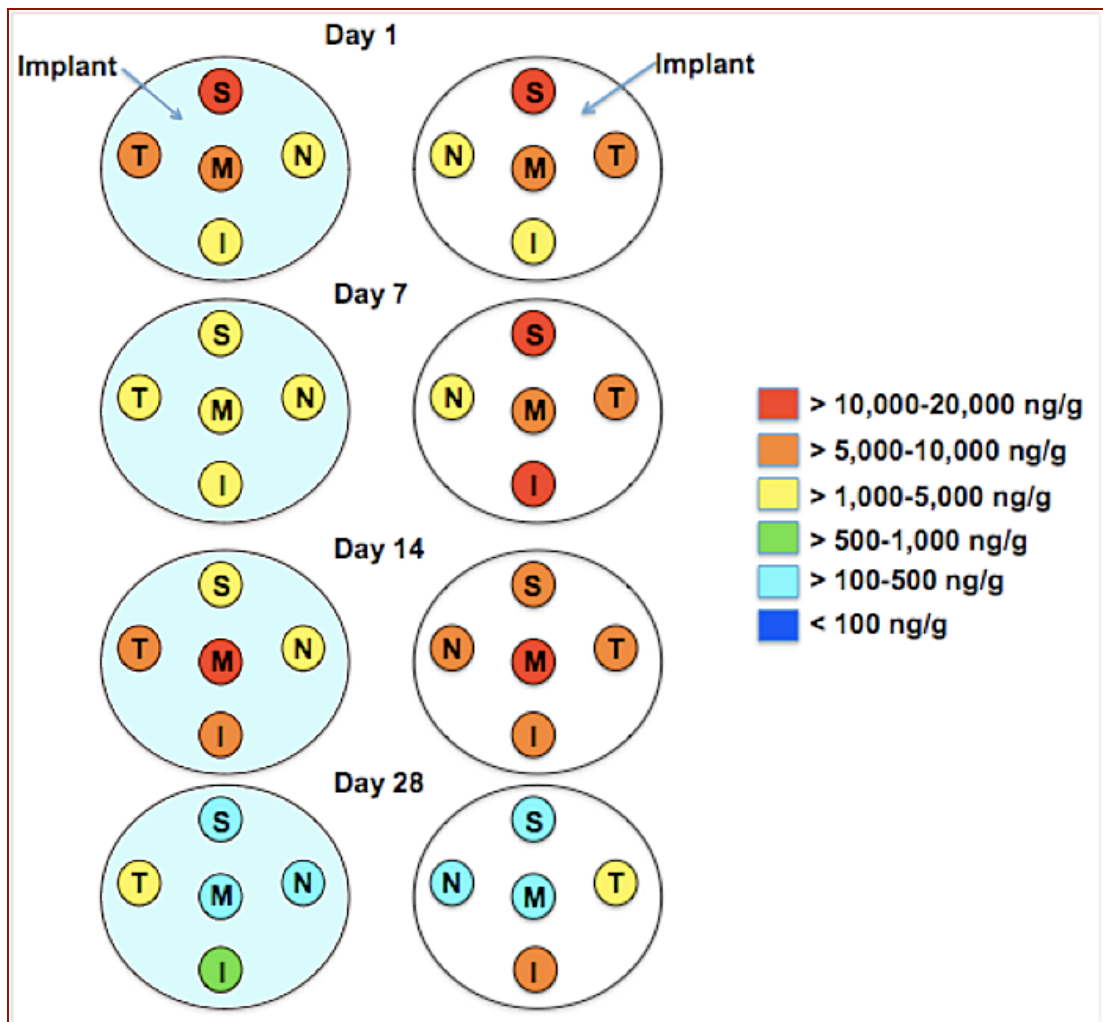 Day 1
Implant
Implant
S
S
T
M
N
N
M
T
I
I
Day 7
S
S
T
M
N
N
M
T
I
I
> 10,000-20,000 ng/g
> 5,000-10,000 ng/g
> 1,000-5,000 ng/g
> 500-1,000 ng/g
> 100-500 ng/g
< 100 ng/g
Day 14
S
S
T
M
N
N
M
T
I
I
Day 28
S
S
T
M
N
N
M
T
I
I